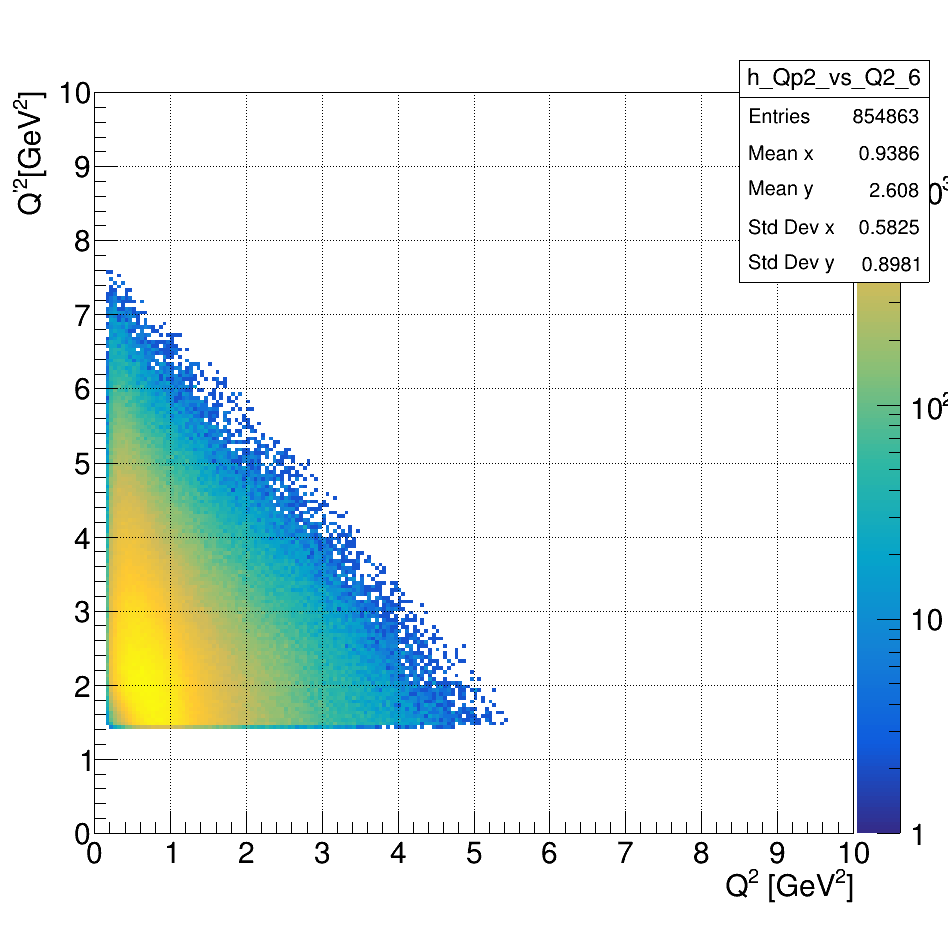 h_Qp2_vs_Q2_6
Entries 854863
Mean x 0.9386
Mean y 2.608
Std Dev x 0.5825
Std Dev y 0.8981
Q'2[GeV2]
10
9
8
7
6
5
4
3
2
1
0
0 1 2 3 4 5 6 7 8 9 10
Q2 [GeV2]
102
10
1